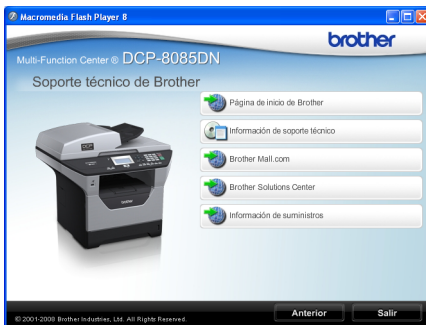 Macromedia Flash Player 8
brother
Multi-Function Center ® DCP-8085DN
Soporte técnico de Brother
Página de inicio de Brother
Información de soporte técnico
Brother Mall.com
Brother Solutions Center
Información de suministros
DCP
brother
Anterior
Salir
© 2001-2008 Brother Industries, Ltd. All Rights Reserved.